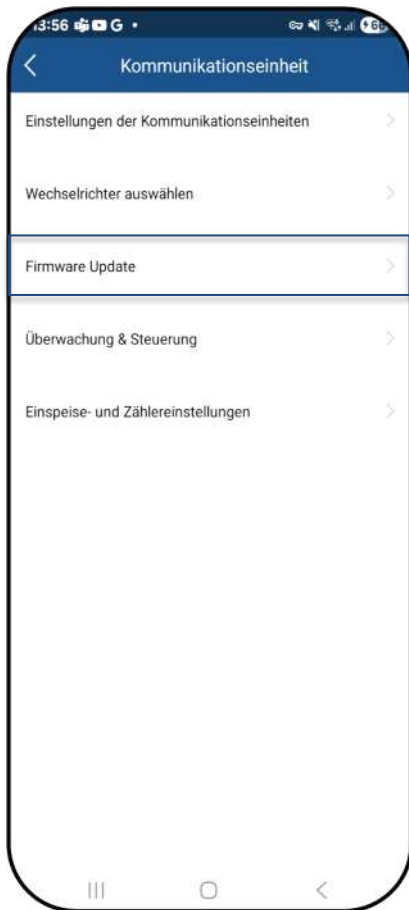 13:56 G •
Kommunikationseinheit
Einstellungen der Kommunikationseinheiten
Wechselrichter auswählen
Firmware Update
Überwachung & Steuerung
Einspeise- und Zählereinstellungen